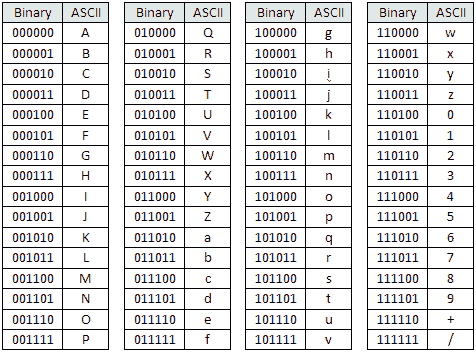 Binary ASCII Binary ASCII Binary ASCII Binary ASCII
000000 A 010000 Q 100000 g 110000 w
000001 B 010001 R 100001 h 110001 x
000010 C 010010 S 100010 i 110010 y
000011 D 010011 T 100011 j 110011 z
000100 E 010100 U 100100 k 110100 0
000101 F 010101 V 100101 l 110101 1
000110 G 010110 W 100110 m 110110 2
000111 H 010111 X 100111 n 110111 3
001000 I 011000 Y 101000 o 111000 4
001001 J 011001 Z 101001 p 111001 5
001010 K 011010 a 101010 q 111010 6
001011 L 011011 b 101011 r 111011 7
001100 M 011100 c 101100 s 111100 8
001101 N 011101 d 101101 t 111101 9
001110 O 011110 e 101110 u 111110 +
001111 P 011111 f 101111 v 111111 /